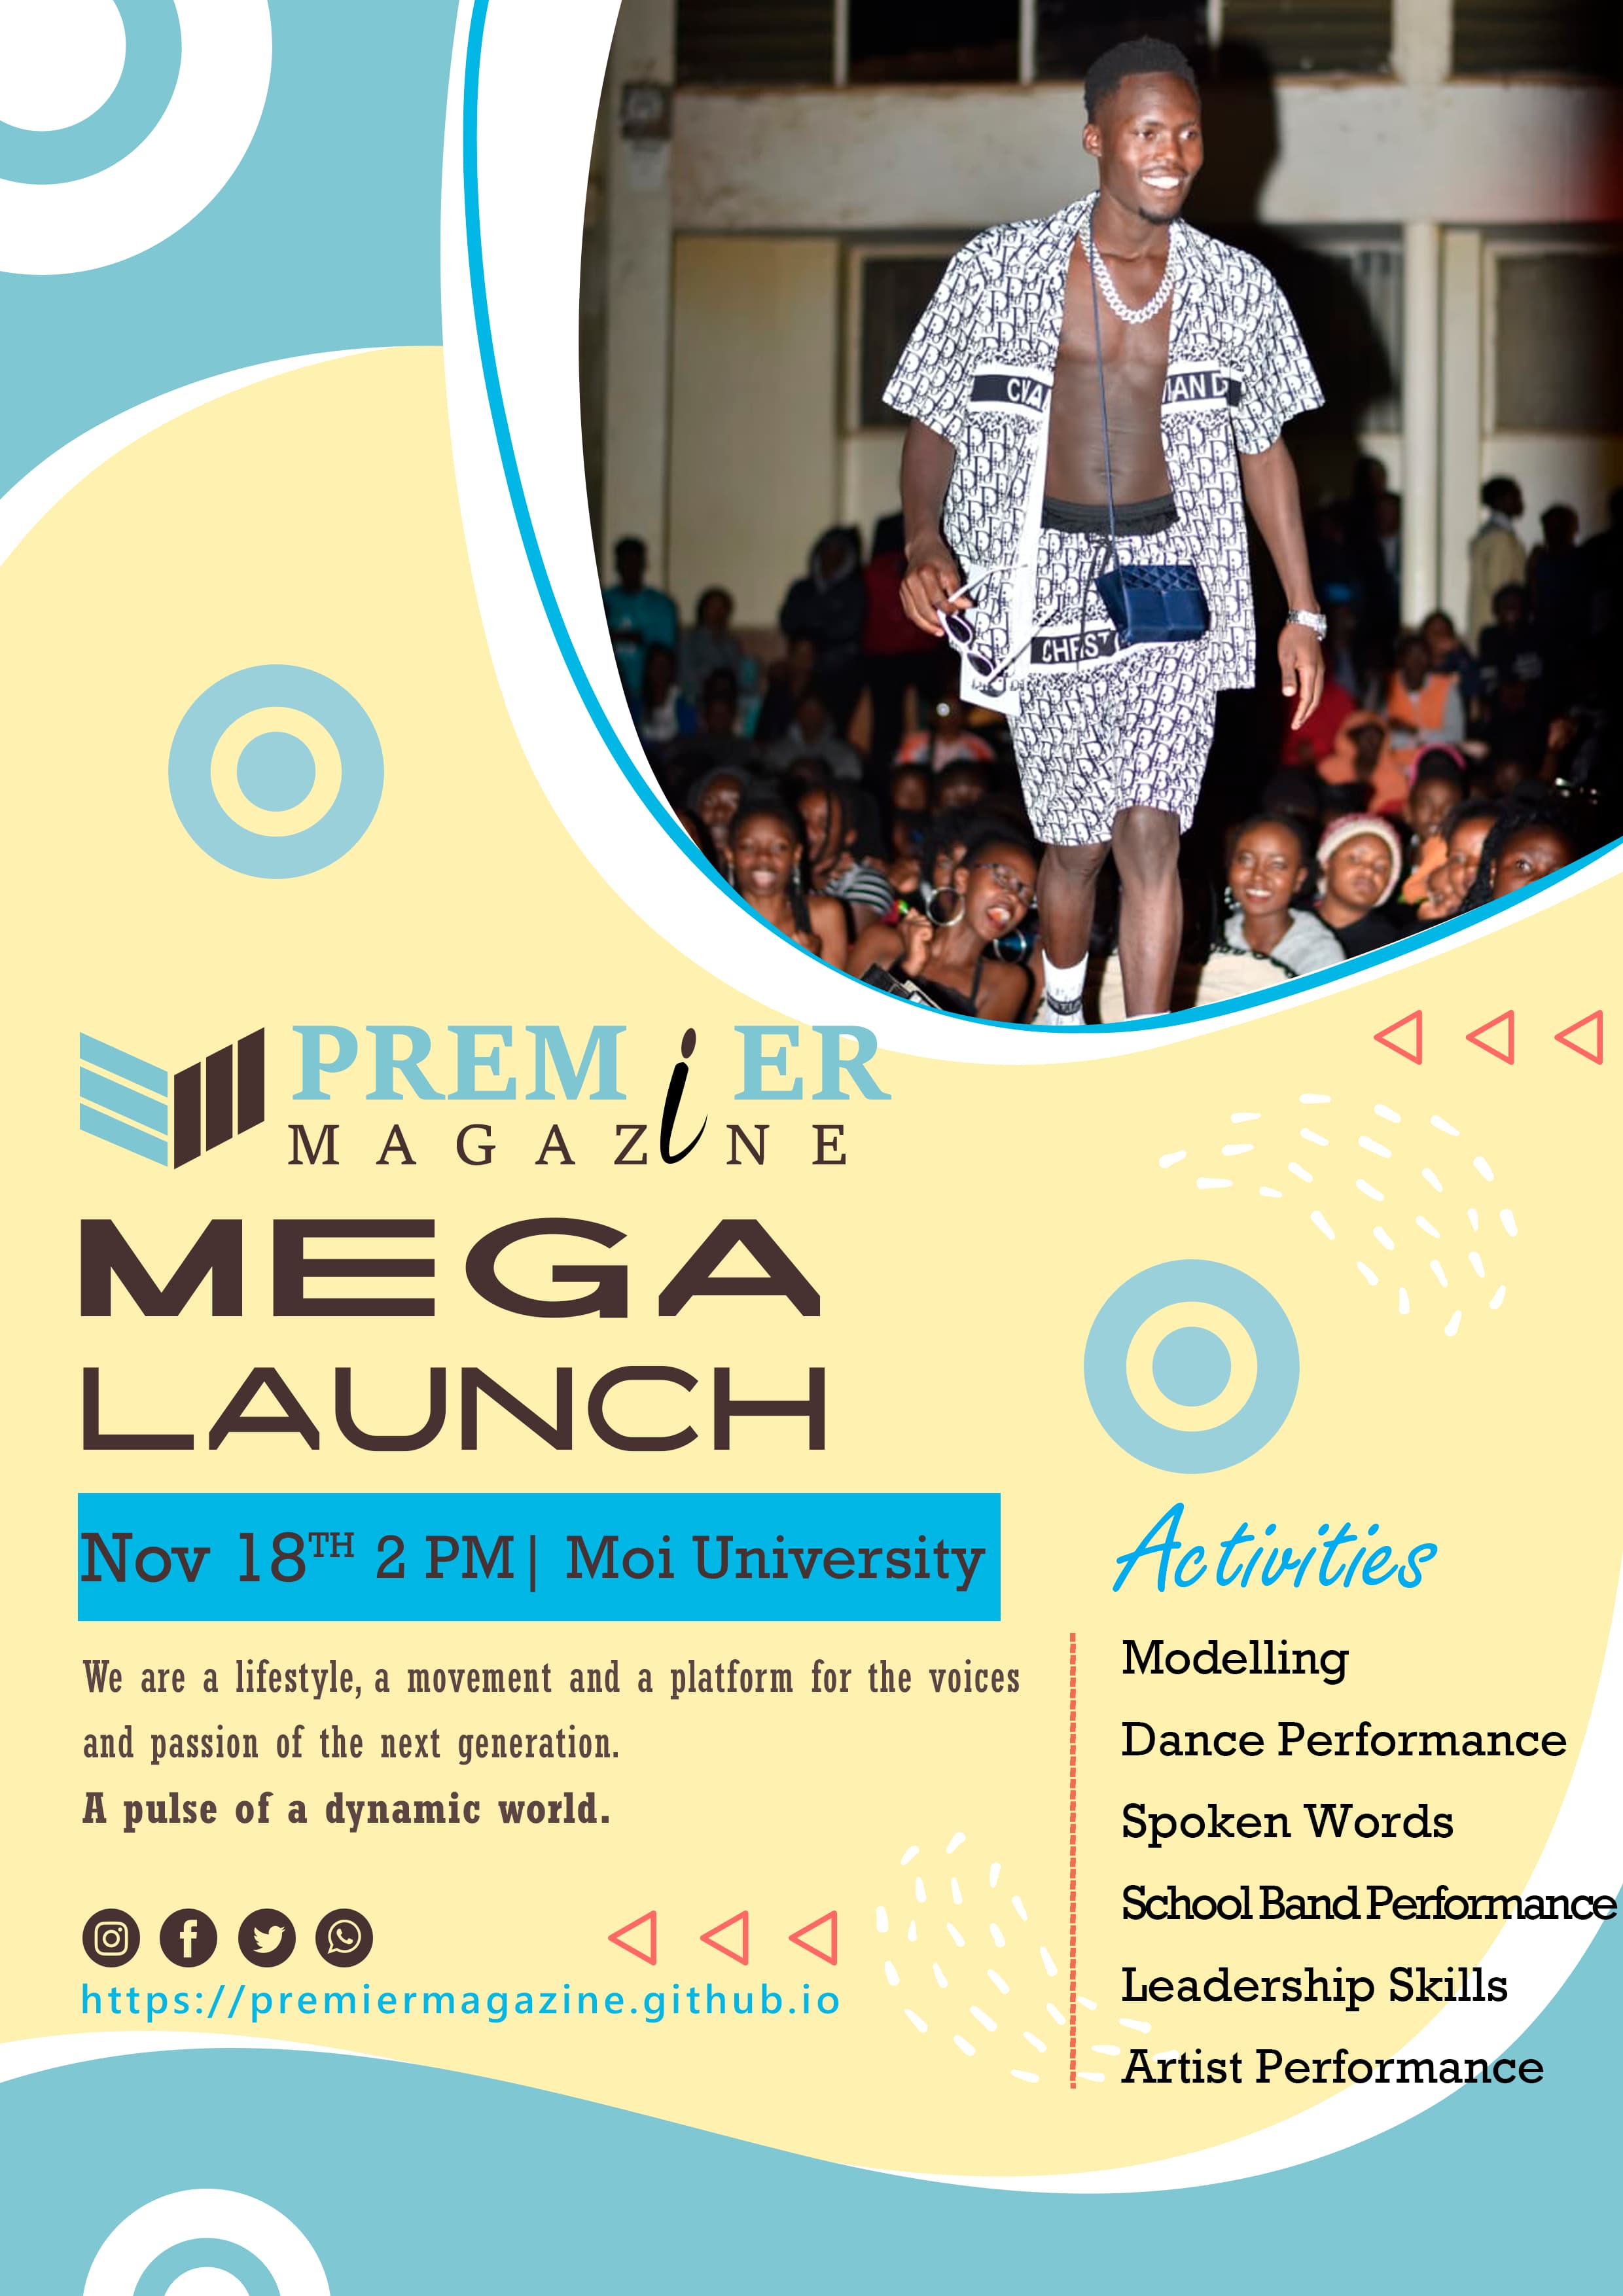 PREMiER
MAGAZiNE
MEGA
LAUNCH
Nov 18TH 2 PM| Moi University
We are a lifestyle, a movement and a platform for the voices
and passion of the next generation.
A pulse of a dynamic world.
https://premiermagazine.github.io
Activities
Modelling
Dance Performance
Spoken Words
School Band Performance
Leadership Skills
Artist Performance